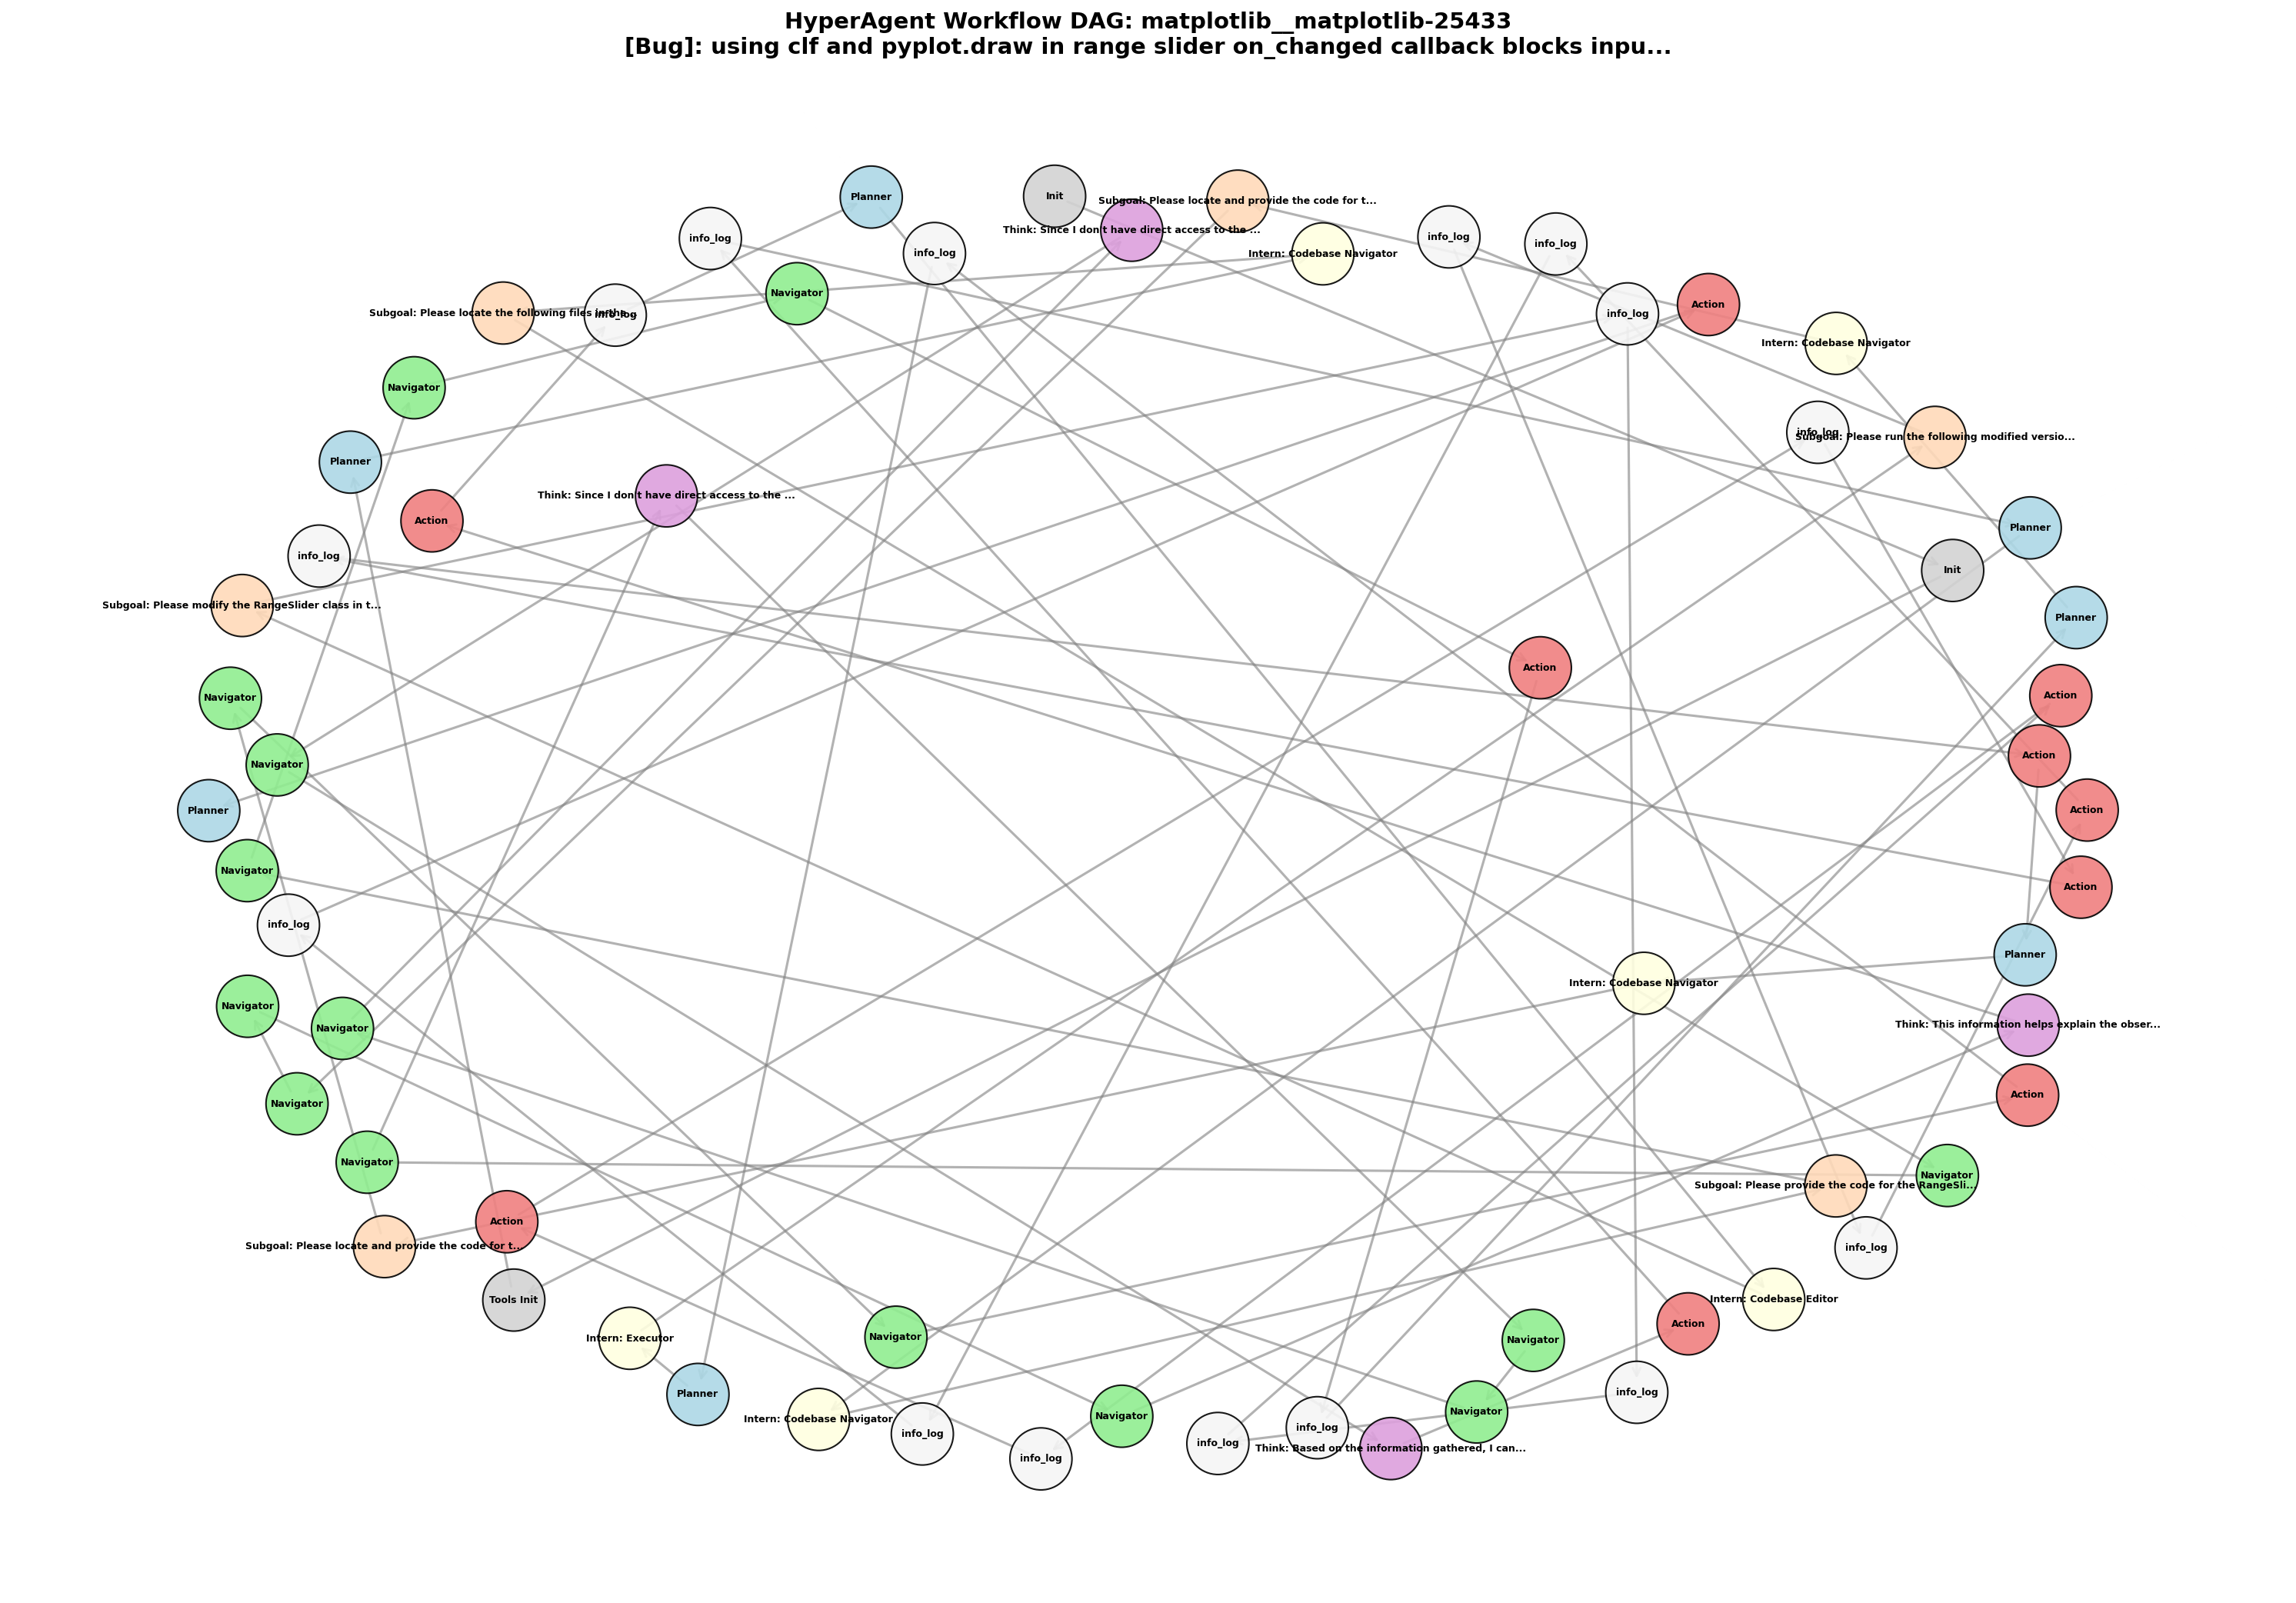 HyperAgent Workflow DAG: matplotlib__matplotlib-25433
[Bug]: using clf and pyplot.draw in range slider on_changed callback blocks inpu...
Init
Planner
Subgoal: Please locate and provide the code for t...
Think: Since I don't have direct access to the ...
info_log
info_log
info_log
info_log
Intern: Codebase Navigator
Navigator
Action
Subgoal: Please locate the following files in the...
info_log
info_log
Intern: Codebase Navigator
Navigator
info_log
Subgoal: Please run the following modified versio...
Planner
Think: Since I don't have direct access to the ...
Action
Planner
info_log
Init
Subgoal: Please modify the RangeSlider class in t...
Planner
Action
Navigator
Action
Action
Navigator
Planner
Action
Navigator
Action
info_log
Planner
Intern: Codebase Navigator
Navigator
Think: This information helps explain the obser...
Navigator
Action
Navigator
Navigator
Navigator
Subgoal: Please provide the code for the RangeSli...
Action
Subgoal: Please locate and provide the code for t...
info_log
Tools Init
Intern: Codebase Editor
Action
Intern: Executor
Navigator
Navigator
Planner
info_log
Navigator
Navigator
Intern: Codebase Navigator
info_log
info_log
info_log
Think: Based on the information gathered, I can...
info_log